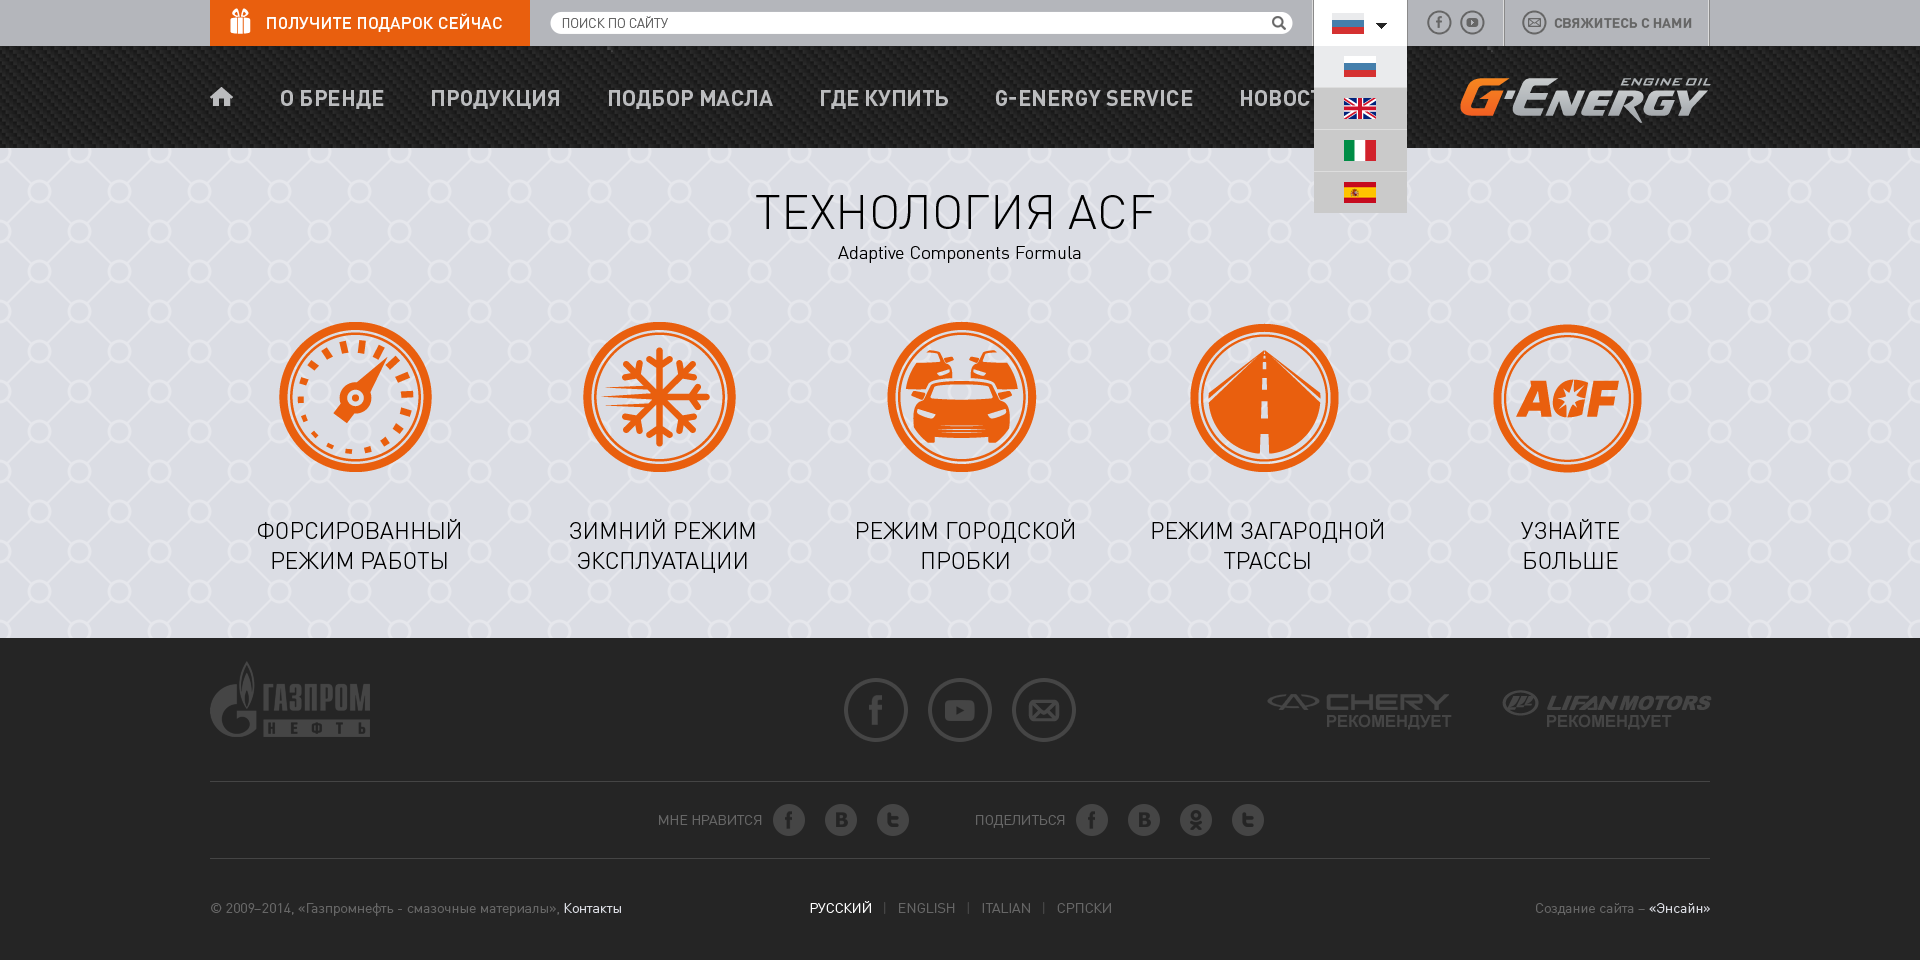 ПОЛУЧИТЕ ПОДАРОК СЕЙЧАС
ПОИСК ПО САЙТУ
СВЯЖИТЕСЬ С НАМИ
О БРЕНДЕ
ПРОДУКЦИЯ
ПОДБОР МАСЛА
ГДЕ КУПИТЬ
G-ENERGY SERVICE
ENGINE OIL
G-ENERGY
ТЕХНОЛОГИЯ ACF
Adaptive Components Formula
ACF
ФОРСИРОВАННЫЙ
РЕЖИМ РАБОТЫ
ЗИМНИЙ РЕЖИМ
ЭКСПЛУАТАЦИИ
РЕЖИМ ГОРОДСКОЙ
ПРОБКИ
РЕЖИМ ЗАГАРОДНОЙ
ТРАССЫ
УЗНАЙТЕ
БОЛЬШЕ
ГАЗПРОМ
НЕФТЬ
CHERY
РЕКОМЕНДУЕТ
LIFAN MOTORS
РЕКОМЕНДУЕТ
МНЕ НРАВИТСЯ
ПОДЕЛИТЬСЯ
© 2009–2014, «Газпромнефть - смазочные материалы», Контакты
РУССКИЙ | ENGLISH | ITALIAN | СРПСКИ
Создание сайта – «Энсайн»